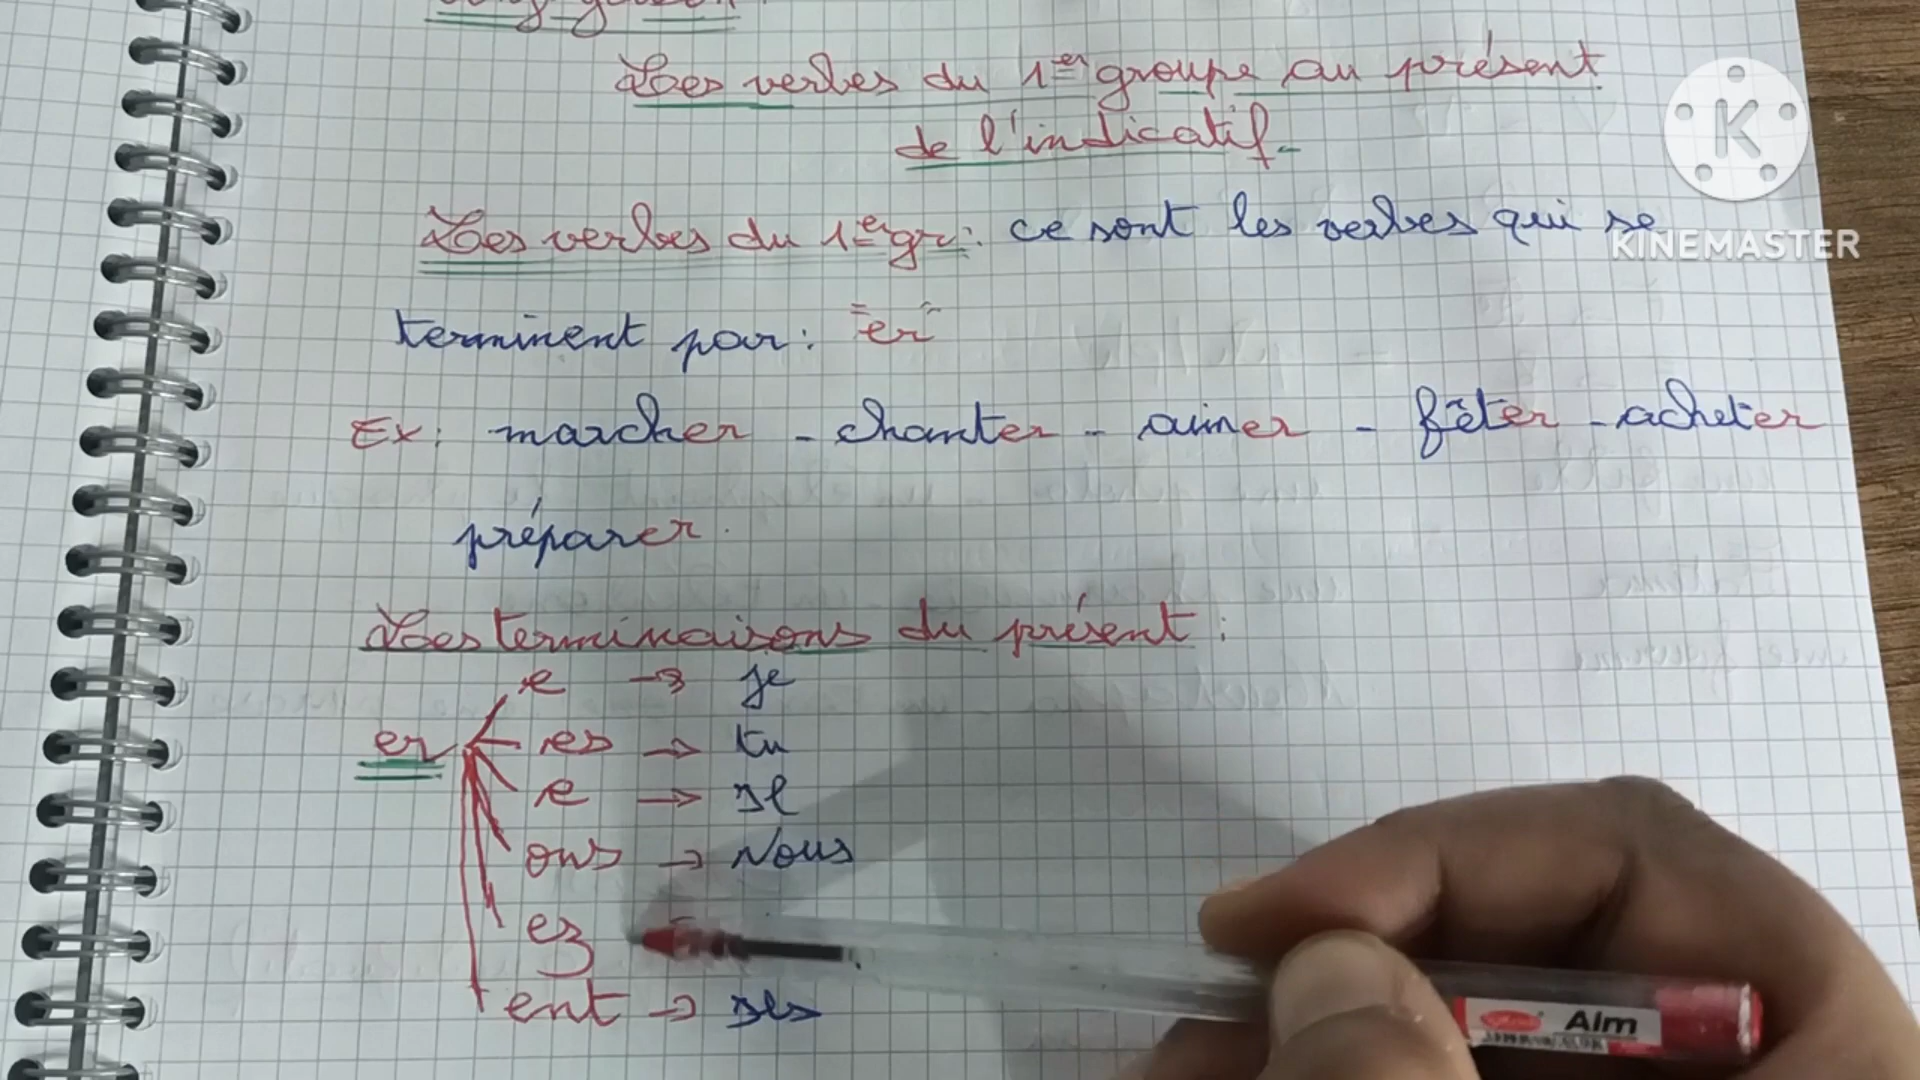 Les verbes du 1er groupe au présent
de l'indicatif.
Les verbes du 1er gr: ce sont les verbes qui se
terminent par: "er"
Ex: marcher - chanter - aimer - fêter - acheter
préparer.
Les terminaisons du présent:
e → je
er es → tu
e → Il
ons → Nous
ez
ent → Ils
K
KINEMASTER
Alm